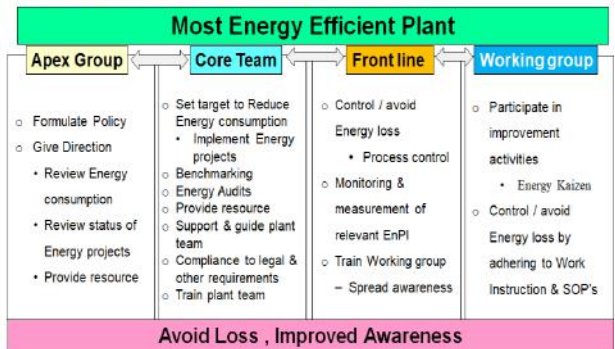 Most Energy Efficient Plant
Apex Group
Core Team
Front line
Working group
o Formulate Policy
o Give Direction
• Review Energy
consumption
• Review status of
Energy projects
• Provide resource
o Set target to Reduce
Energy consumption
• Implement Energy
projects
o Benchmarking
o Energy Audits
o Provide resource
o Support & guide plant
team
o Compliance to legal &
other requirements
o Train plant team
o Control / avoid
Energy loss
• Process control
o Monitoring &
measurement of
relevant EnPI
o Train Working group
– Spread awareness
o Participate in
improvement
activities
• Energy Kaizen
o Control / avoid
Energy loss by
adhering to Work
Instruction & SOP's
Avoid Loss , Improved Awareness